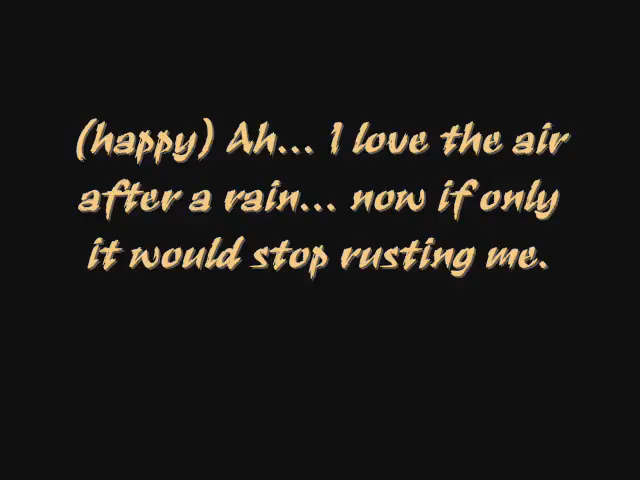 (happy) Ah... I love the air
after a rain... now if only
it would stop rusting me.